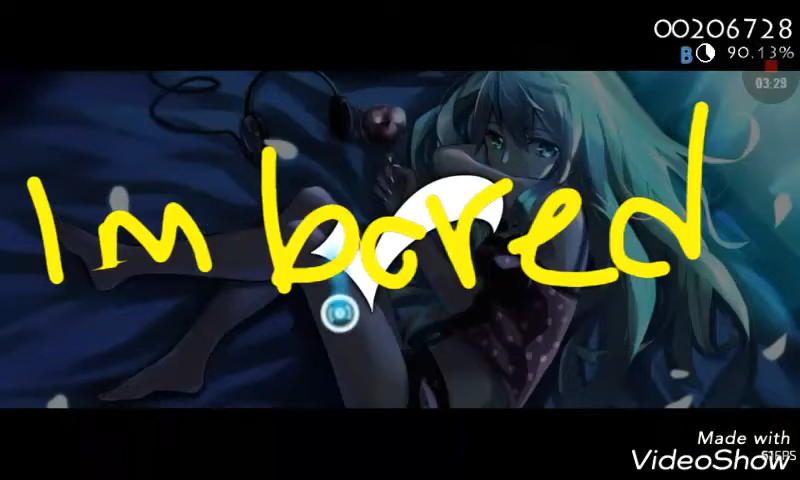 00206728
B 90.13%
03:29
Im bored
Made with
VideoShow